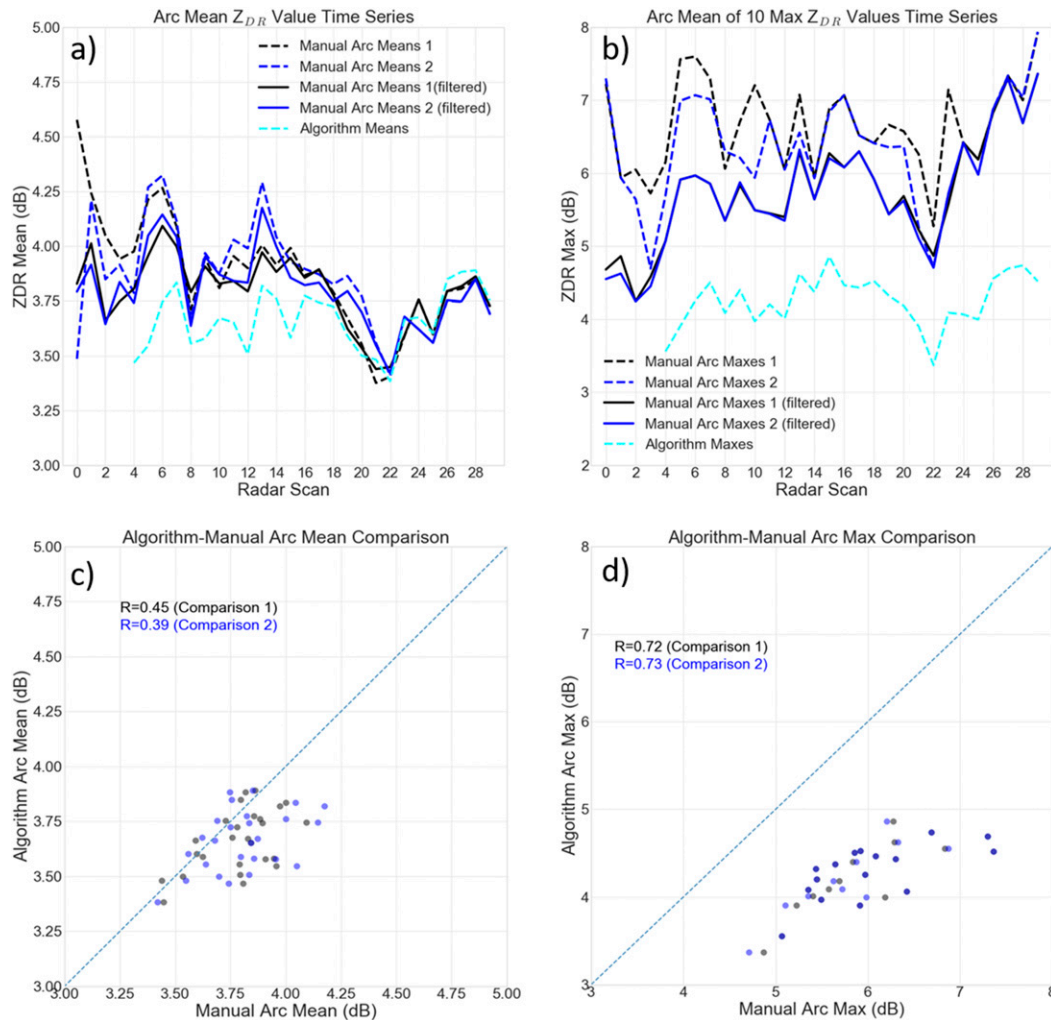 Arc Mean Z_DR Value Time Series
a)
5.00
4.75
4.50
4.25
4.00
3.75
3.50
3.25
3.00
ZDR Mean (dB)
Manual Arc Means 1
Manual Arc Means 2
Manual Arc Means 1(filtered)
Manual Arc Means 2 (filtered)
Algorithm Means
0 2 4 6 8 10 12 14 16 18 20 22 24 26 28
Radar Scan
Arc Mean of 10 Max Z_DR Values Time Series
b)
8
7
6
5
4
3
2
ZDR Max (dB)
Manual Arc Maxes 1
Manual Arc Maxes 2
Manual Arc Maxes 1 (filtered)
Manual Arc Maxes 2 (filtered)
Algorithm Maxes
0 2 4 6 8 10 12 14 16 18 20 22 24 26 28
Radar Scan
Algorithm-Manual Arc Mean Comparison
c)
5.00
4.75
4.50
4.25
4.00
3.75
3.50
3.25
3.00
Algorithm Arc Mean (dB)
R=0.45 (Comparison 1)
R=0.39 (Comparison 2)
3.00 3.25 3.50 3.75 4.00 4.25 4.50 4.75 5.00
Manual Arc Mean (dB)
Algorithm-Manual Arc Max Comparison
d)
8
7
6
5
4
3
Algorithm Arc Max (dB)
R=0.72 (Comparison 1)
R=0.73 (Comparison 2)
3 4 5 6 7 8
Manual Arc Max (dB)